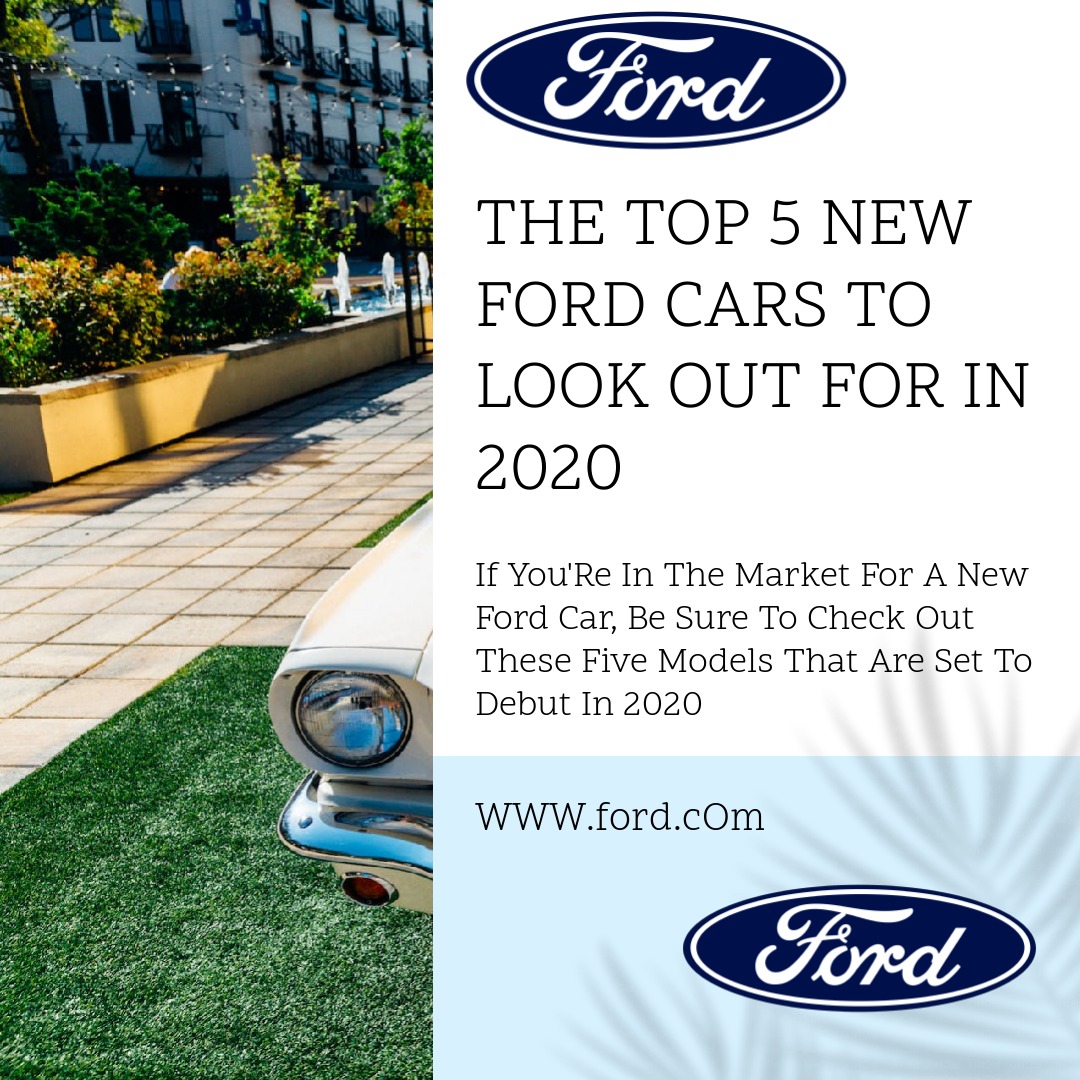 Ford
THE TOP 5 NEW
FORD CARS TO
LOOK OUT FOR IN
2020
If You'Re In The Market For A New
Ford Car, Be Sure To Check Out
These Five Models That Are Set To
Debut In 2020
WWW.ford.cOm
Ford